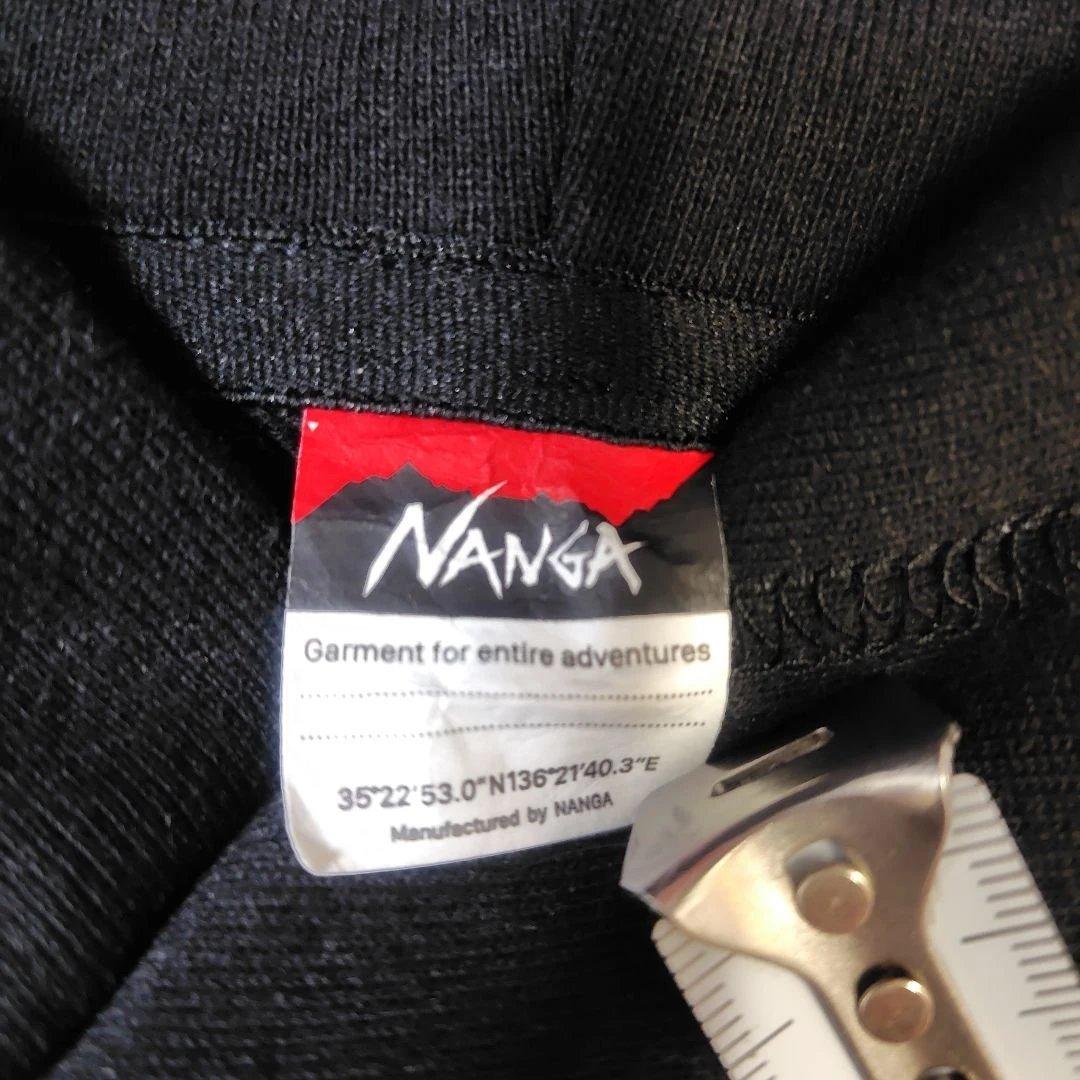 NANGA
Garment for entire adventures
35°22'53.0"N136°21'40.3"E
Manufactured by NANGA